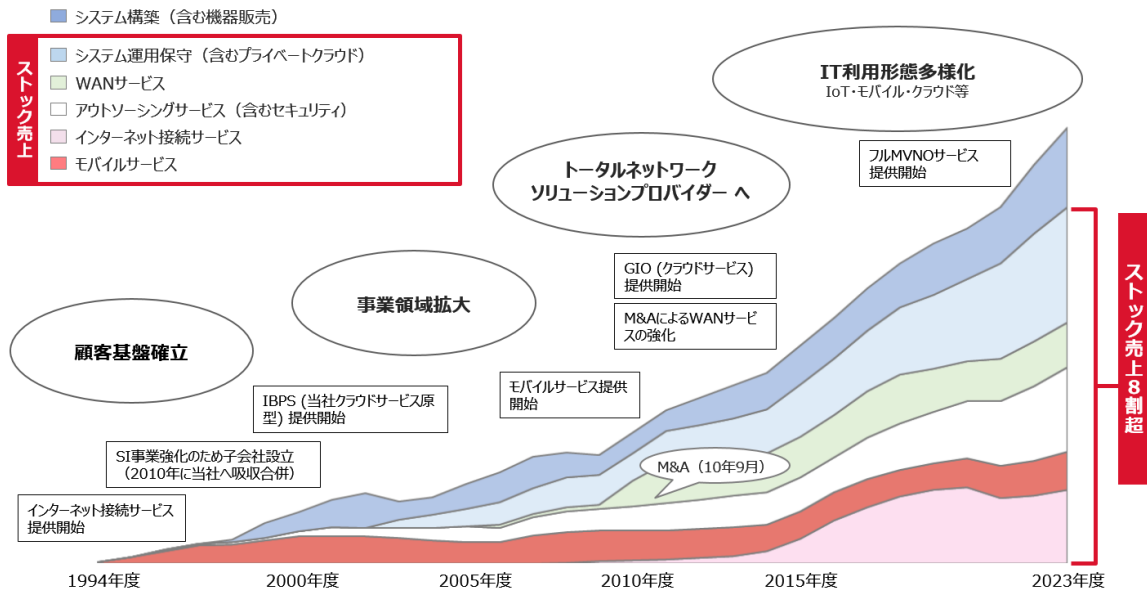 システム構築（含む機器販売）
ストック売上
システム運用保守（含むプライベートクラウド）
WANサービス
アウトソーシングサービス（含むセキュリティ）
インターネット接続サービス
モバイルサービス
IT利用形態多様化
IoT・モバイル・クラウド等
フルMVNOサービス
提供開始
トータルネットワーク
ソリューションプロバイダー へ
GIO (クラウドサービス)
提供開始
M&AによるWANサービ
スの強化
事業領域拡大
顧客基盤確立
モバイルサービス提供
開始
IBPS (当社クラウドサービス原
型) 提供開始
SI事業強化のため子会社設立
（2010年に当社へ吸収合併）
インターネット接続サービス
提供開始
M&A（10年9月）
ストック売上8割超
1994年度
2000年度
2005年度
2010年度
2015年度
2023年度